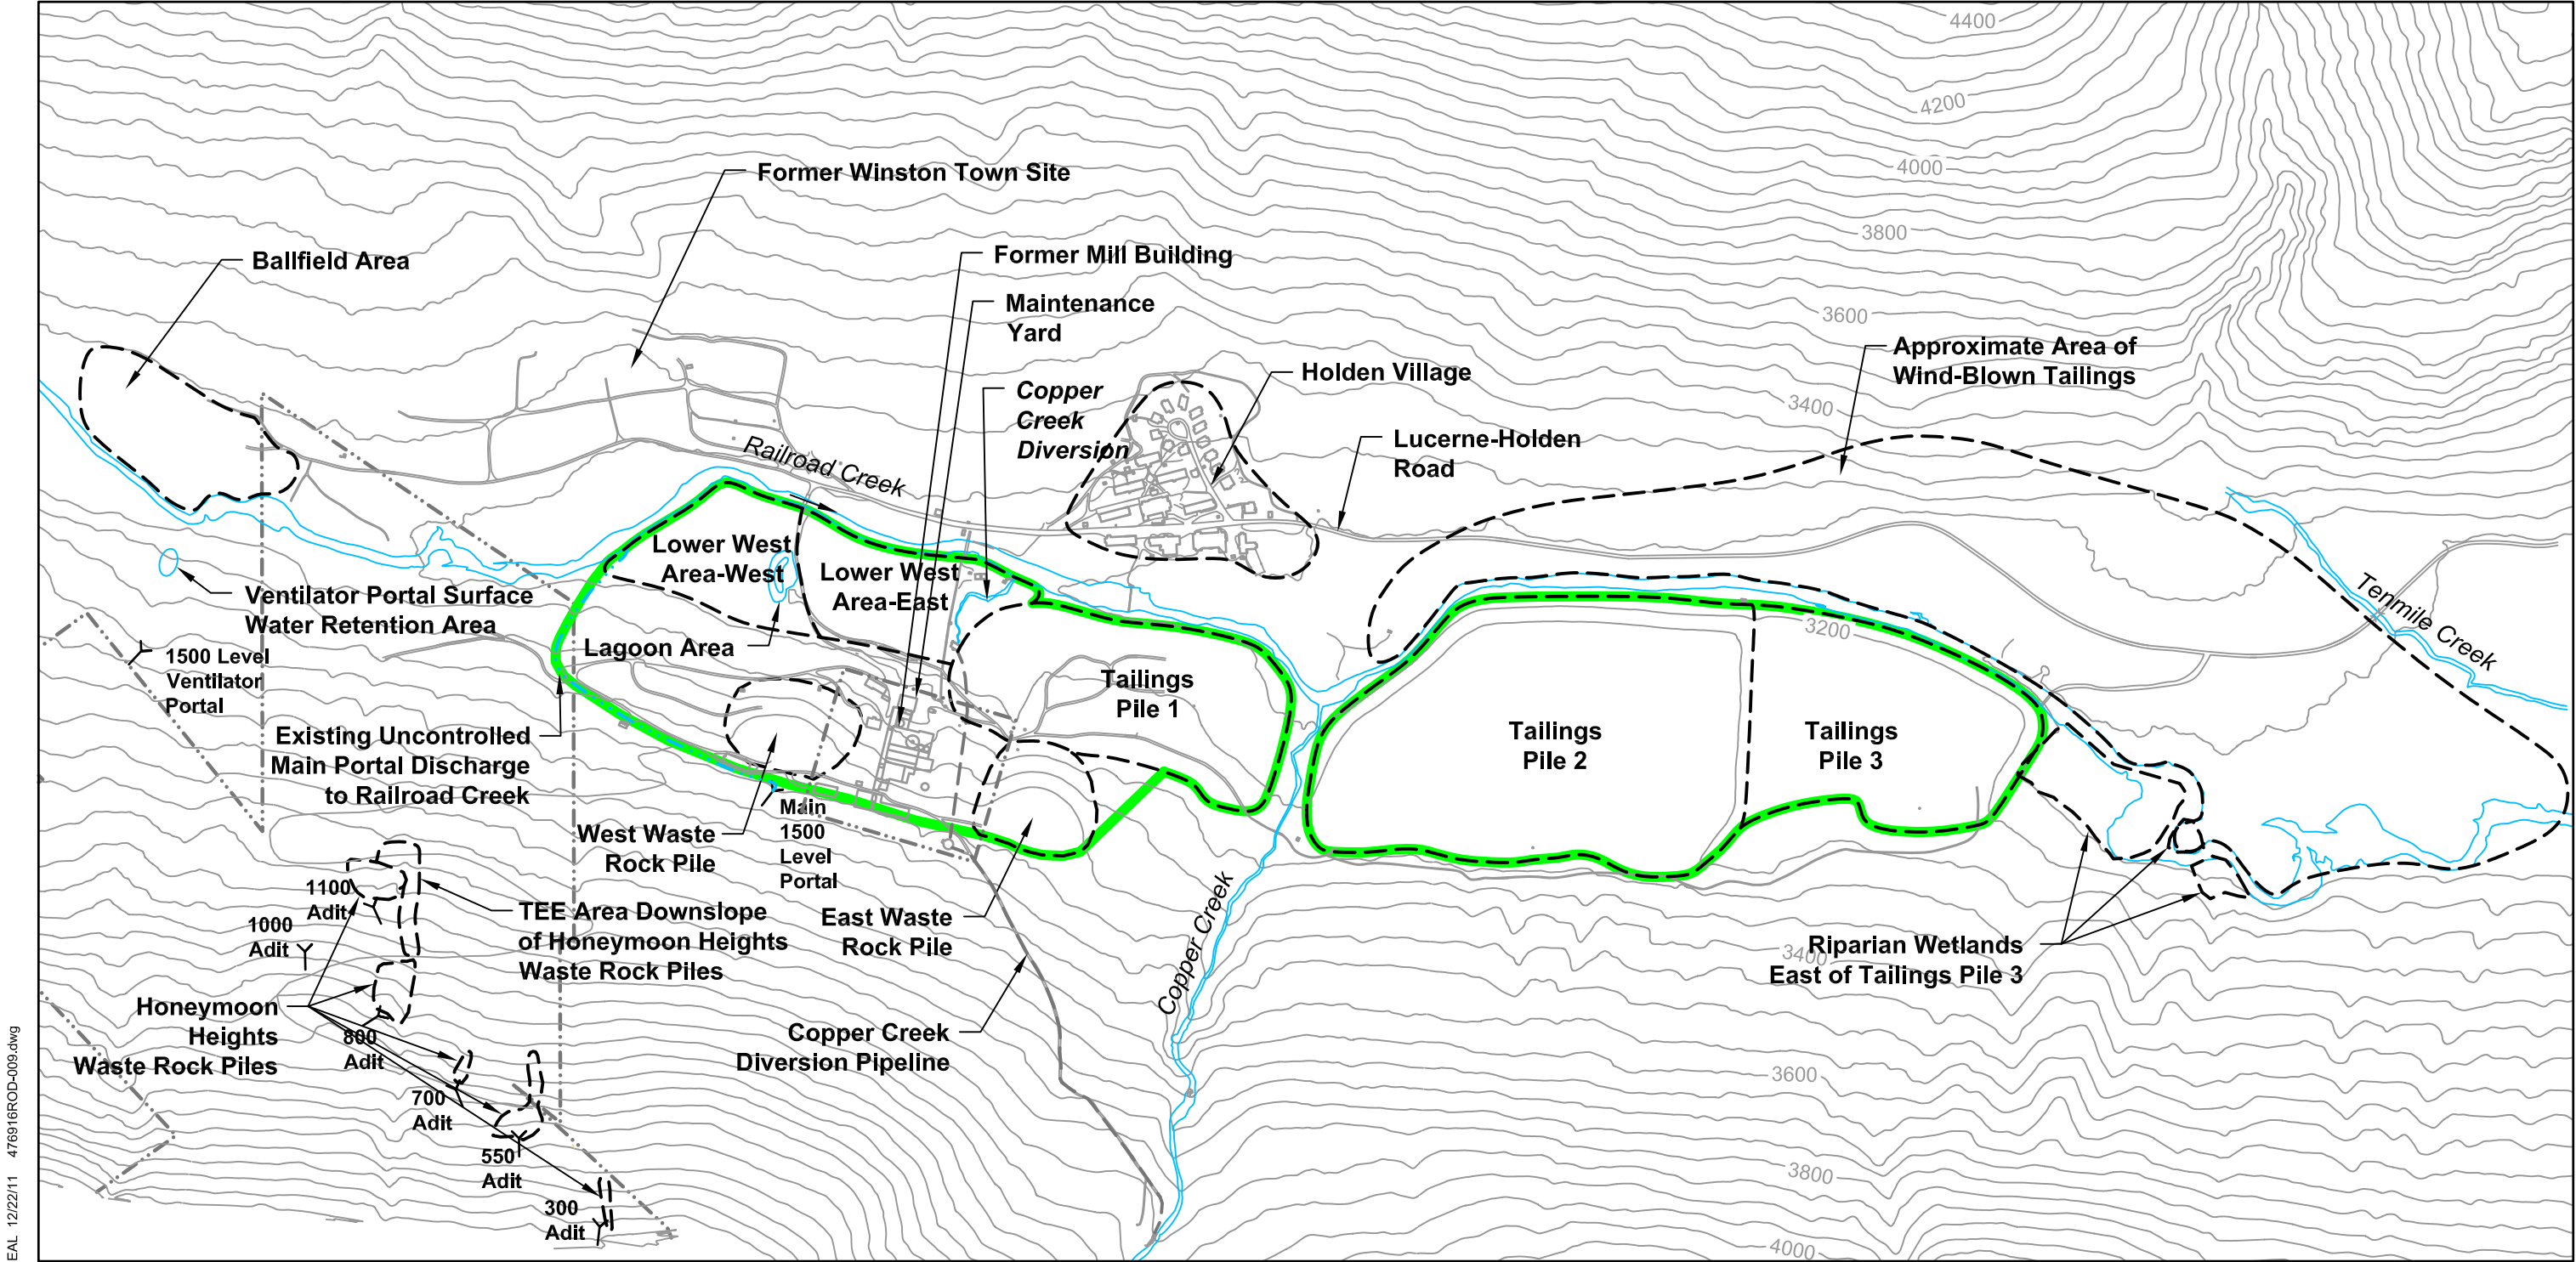 4400
4200
4000
3800
3600
3400
Former Winston Town Site
Ballfield Area
Former Mill Building
Maintenance
Yard
Copper
Creek
Diversion
Holden Village
Approximate Area of
Wind-Blown Tailings
Lucerne-Holden
Road
Railroad Creek
Lower West
Area-West
Lower West
Area-East
Ventilator Portal Surface
Water Retention Area
Lagoon Area
1500 Level
Ventilator
Portal
Existing Uncontrolled
Main Portal Discharge
to Railroad Creek
Tailings
Pile 1
Tailings
Pile 2
Tailings
Pile 3
3200
Tenmile Creek
West Waste
Rock Pile
Main
1500
Level
Portal
East Waste
Rock Pile
Copper Creek
1100
Adit
1000
Adit
TEE Area Downslope
of Honeymoon Heights
Waste Rock Piles
Honeymoon
Heights
Waste Rock Piles
800
Adit
700
Adit
550
Adit
300
Adit
Copper Creek
Diversion Pipeline
Riparian Wetlands
East of Tailings Pile 3
3400
3600
3800
4000
EAL 12/22/11 476916ROD-009.dwg